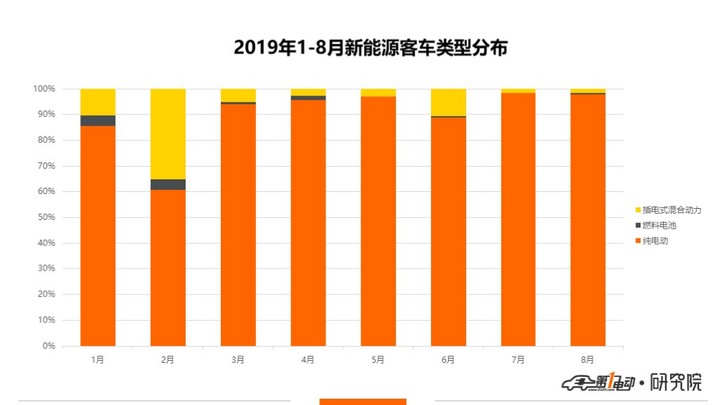 2019年1-8月新能源客车类型分布
100%
90%
80%
70%
60%
50%
40%
30%
20%
10%
0%
1月
2月
3月
4月
5月
6月
7月
8月
插电式混合动力
燃料电池
纯电动
第1电动·研究院